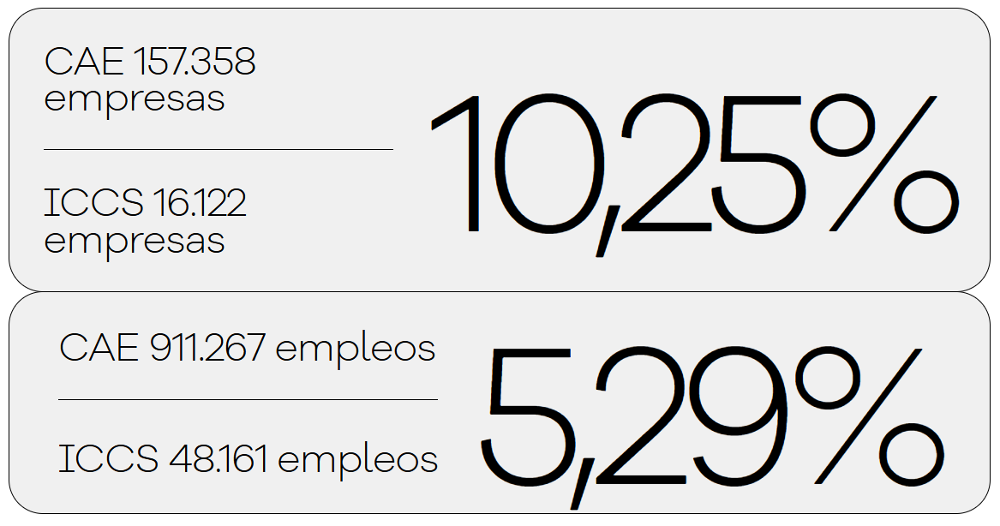 CAE 157.358
empresas
ICCS 16.122
empresas
10,25%
CAE 911.267 empleos
ICCS 48.161 empleos
5,29%